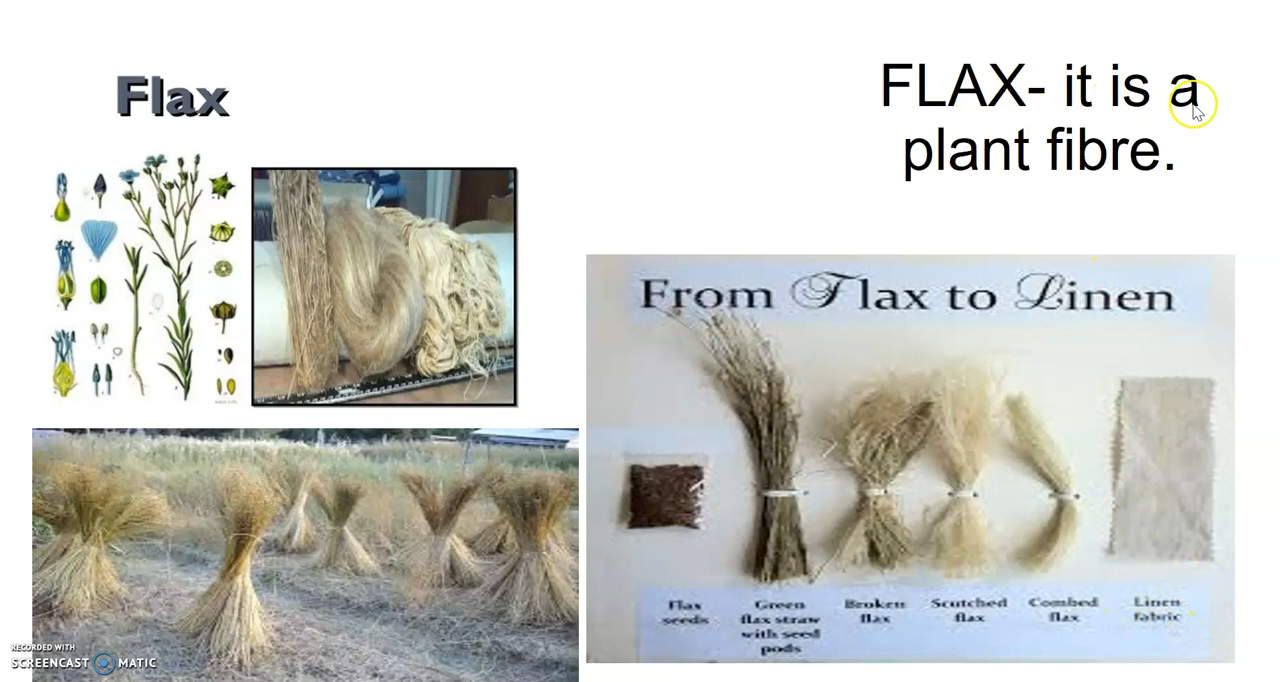 Flax
FLAX- it is a
plant fibre.
From Flax to Linen
Flax
seeds
Green
flax straw
with seed
pods
Broken
flax
Scutched
flax
Combed
flax
Linen
fabric
RECORDED WITH
SCREENCAST MATIC